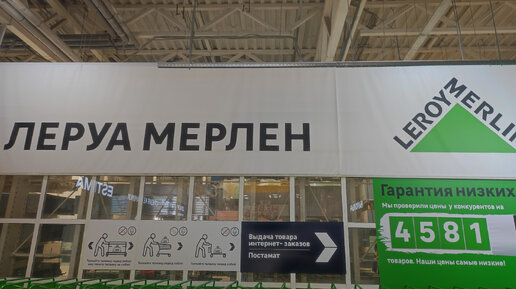 ЛЕРУА МЕРЛЕН
LEROY MERLIN
ESTIMA
Гарантия низких
Мы проверили цены у конкурентов на
4581
товаров. Наши цены самые низкие!
Выдача товара
интернет- заказов
Постамат